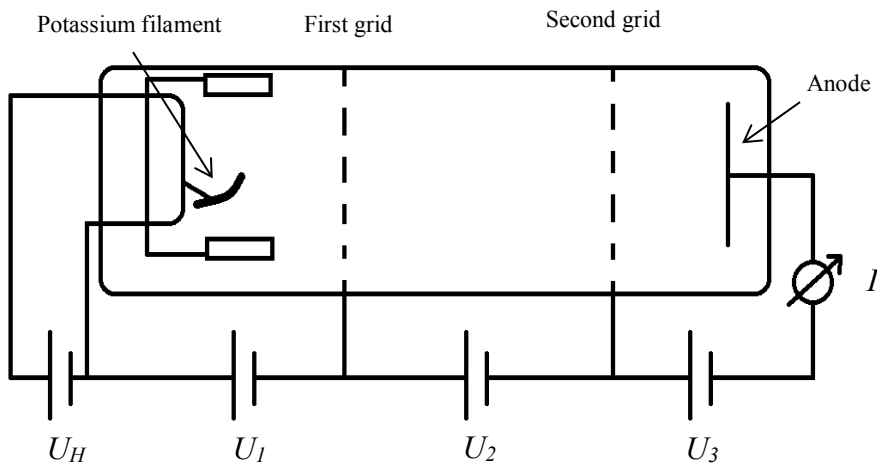 Potassium filament
First grid
Second grid
Anode
I
U_H
U_1
U_2
U_3